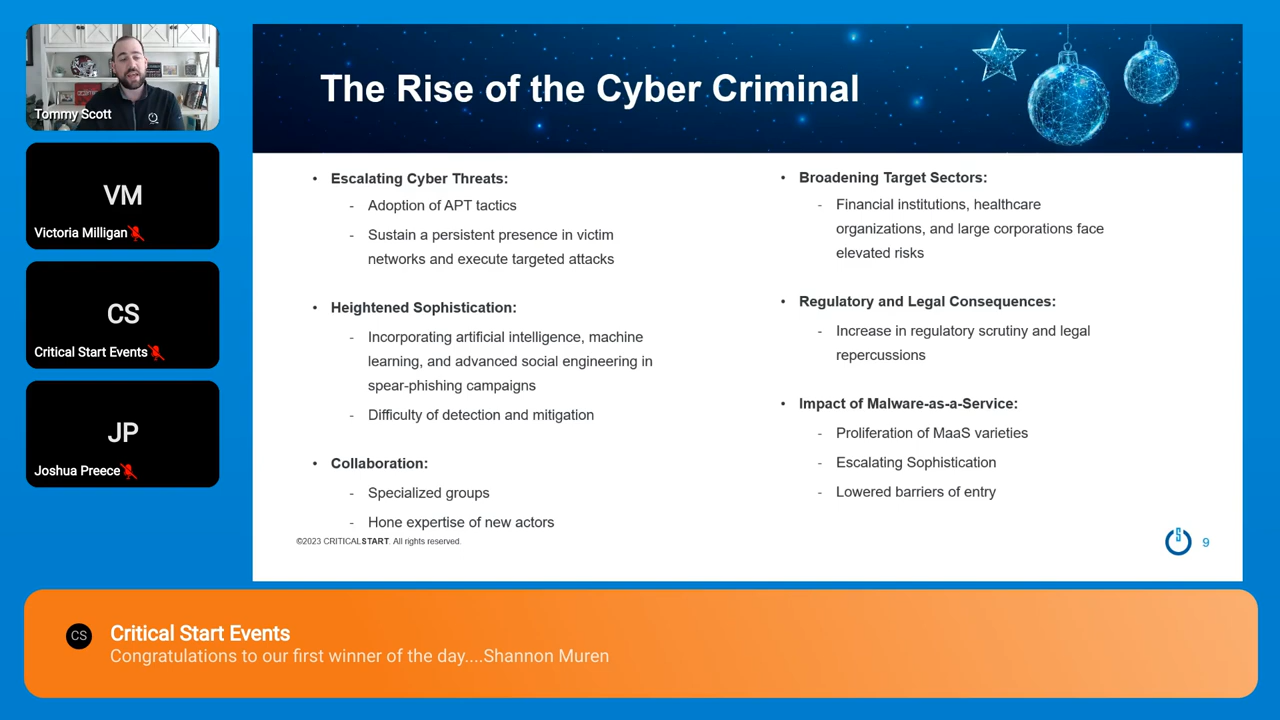 Tommy Scott
VM
Victoria Milligan
CS
Critical Start Events
JP
Joshua Preece
The Rise of the Cyber Criminal
• Escalating Cyber Threats:
- Adoption of APT tactics
- Sustain a persistent presence in victim
networks and execute targeted attacks
• Heightened Sophistication:
- Incorporating artificial intelligence, machine
learning, and advanced social engineering in
spear-phishing campaigns
- Difficulty of detection and mitigation
• Collaboration:
- Specialized groups
- Hone expertise of new actors
• Broadening Target Sectors:
- Financial institutions, healthcare
organizations, and large corporations face
elevated risks
• Regulatory and Legal Consequences:
- Increase in regulatory scrutiny and legal
repercussions
• Impact of Malware-as-a-Service:
- Proliferation of MaaS varieties
- Escalating Sophistication
- Lowered barriers of entry
©2023 CRITICALSTART. All rights reserved.
9
CS
Critical Start Events
Congratulations to our first winner of the day....Shannon Muren